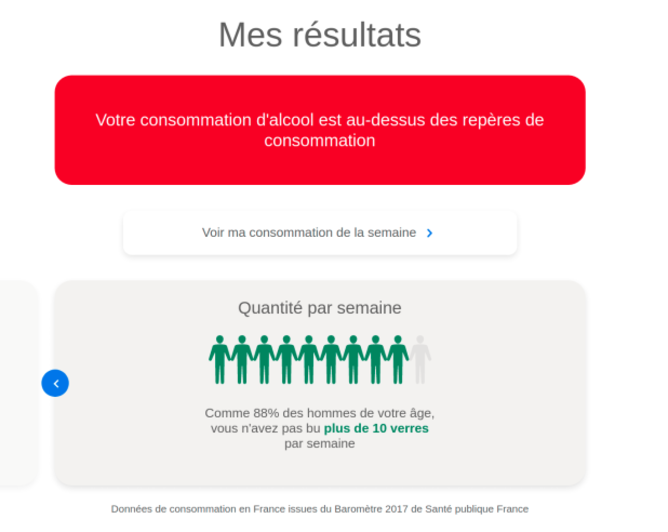 Mes résultats
Votre consommation d'alcool est au-dessus des repères de
consommation
Voir ma consommation de la semaine
Quantité par semaine
Comme 88% des hommes de votre âge,
vous n'avez pas bu plus de 10 verres
par semaine
Données de consommation en France issues du Baromètre 2017 de Santé publique France